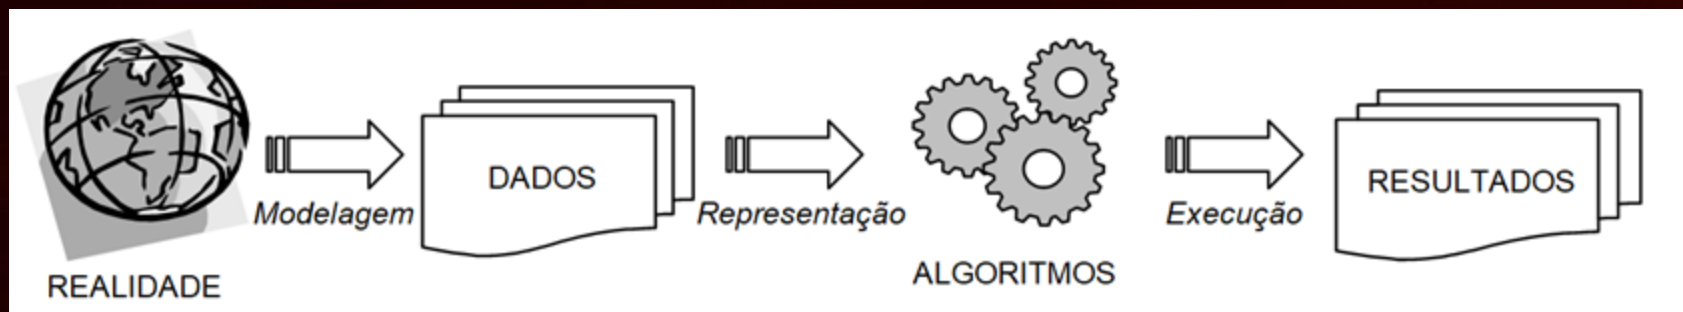 DADOS
RESULTADOS
Modelagem
Representação
Execução
REALIDADE
ALGORITMOS